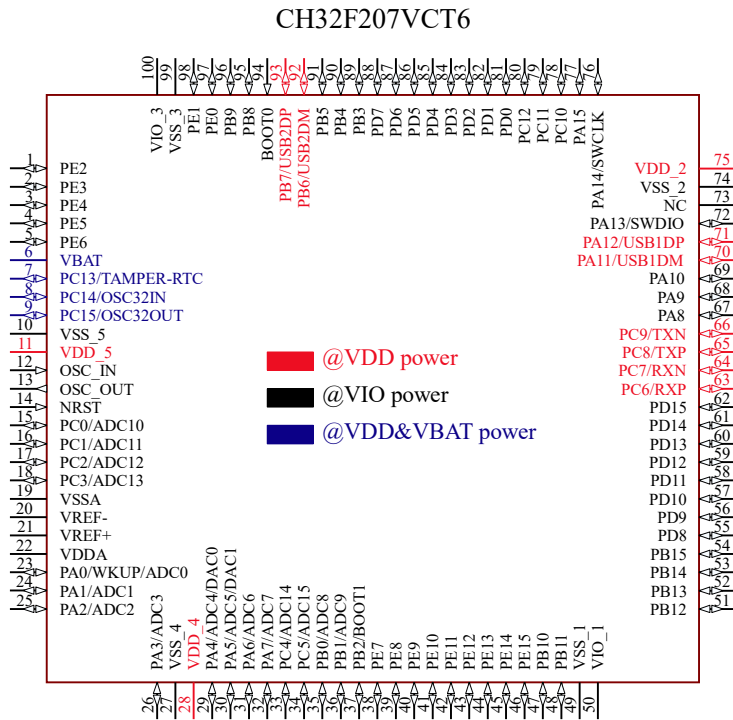 CH32F207VCT6
100 VIO_3
99 VSS_3
98 PE1
97 PE0
96 PB9
95 PB8
94 BOOT0
93 PB7/USB2DP
92 PB6/USB2DM
91 PB5
90 PB4
89 PB3
88 PD7
87 PD6
86 PD5
85 PD4
84 PD3
83 PD2
82 PD1
81 PD0
80 PC12
79 PC11
78 PC10
77 PA15
76 PA14/SWCLK
1 PE2
2 PE3
3 PE4
4 PE5
5 PE6
6 VBAT
7 PC13/TAMPER-RTC
8 PC14/OSC32IN
9 PC15/OSC32OUT
10 VSS_5
11 VDD_5
12 OSC_IN
13 OSC_OUT
14 NRST
15 PC0/ADC10
16 PC1/ADC11
17 PC2/ADC12
18 PC3/ADC13
19 VSSA
20 VREF-
21 VREF+
22 VDDA
23 PA0/WKUP/ADC0
24 PA1/ADC1
25 PA2/ADC2
@VDD power
@VIO power
@VDD&VBAT power
VDD_2 75
VSS_2 74
NC 73
PA13/SWDIO 72
PA12/USB1DP 71
PA11/USB1DM 70
PA10 69
PA9 68
PA8 67
PC9/TXN 66
PC8/TXP 65
PC7/RXN 64
PC6/RXP 63
PD15 62
PD14 61
PD13 60
PD12 59
PD11 58
PD10 57
PD9 56
PD8 55
PB15 54
PB14 53
PB13 52
PB12 51
26 PA3/ADC3
27 VSS_4
28 VDD_4
29 PA4/ADC4/DAC0
30 PA5/ADC5/DAC1
31 PA6/ADC6
32 PA7/ADC7
33 PC4/ADC14
34 PC5/ADC15
35 PB0/ADC8
36 PB1/ADC9
37 PB2/BOOT1
38 PE7
39 PE8
40 PE9
41 PE10
42 PE11
43 PE12
44 PE13
45 PE14
46 PE15
47 PB10
48 PB11
49 VSS_1
50 VIO_1